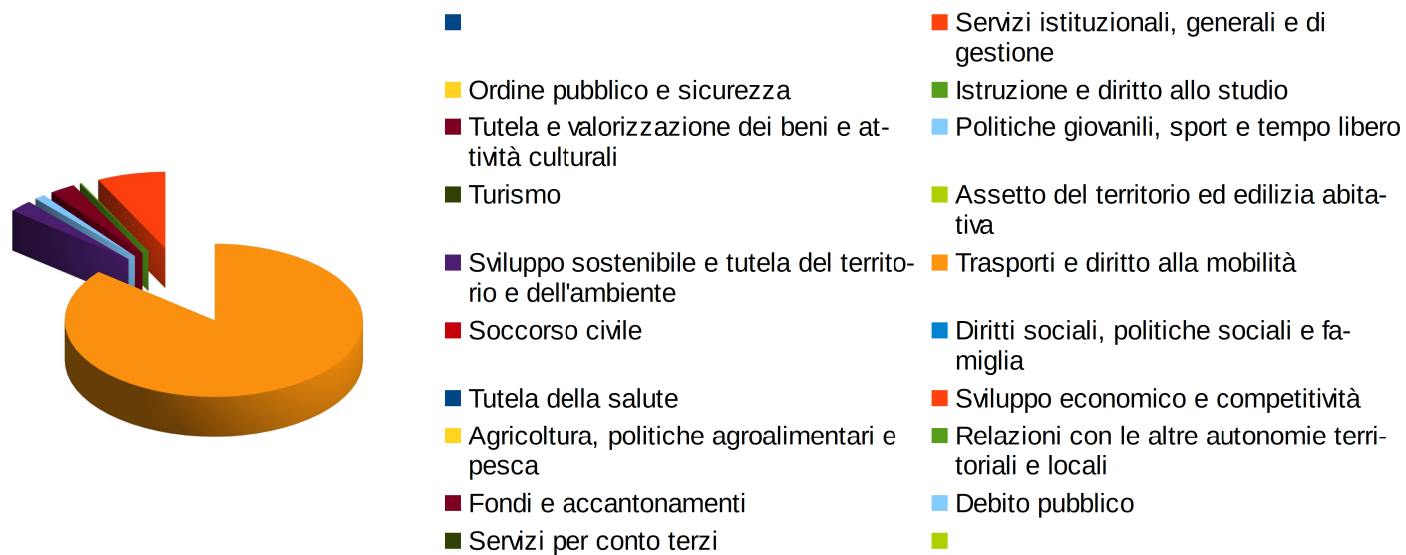 Servizi istituzionali, generali e di
gestione
Ordine pubblico e sicurezza
Istruzione e diritto allo studio
Tutela e valorizzazione dei beni e at-
tività culturali
Politiche giovanili, sport e tempo libero
Turismo
Assetto del territorio ed edilizia abita-
tiva
Sviluppo sostenibile e tutela del territo-
rio e dell'ambiente
Trasporti e diritto alla mobilità
Soccorso civile
Diritti sociali, politiche sociali e fa-
miglia
Tutela della salute
Sviluppo economico e competitività
Agricoltura, politiche agroalimentari e
pesca
Relazioni con le altre autonomie terri-
toriali e locali
Fondi e accantonamenti
Debito pubblico
Servizi per conto terzi